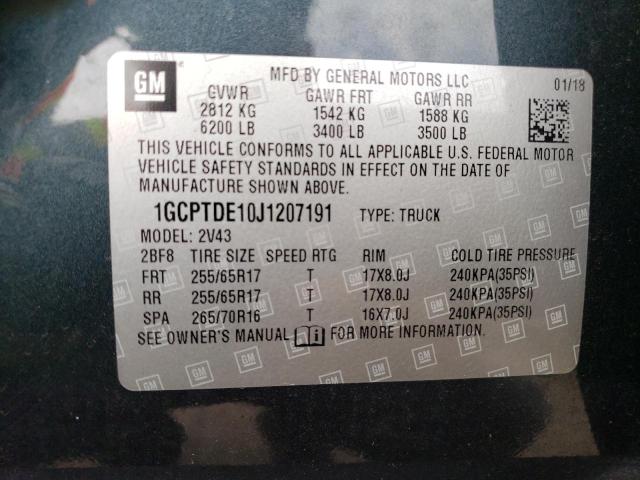 GM
MFD BY GENERAL MOTORS LLC
01/18
GVWR GAWR FRT GAWR RR
2812 KG 1542 KG 1588 KG
6200 LB 3400 LB 3500 LB
THIS VEHICLE CONFORMS TO ALL APPLICABLE U.S. FEDERAL MOTOR
VEHICLE SAFETY STANDARDS IN EFFECT ON THE DATE OF
MANUFACTURE SHOWN ABOVE.
1GCPTDE10J1207191 TYPE: TRUCK
MODEL: 2V43
2BF8 TIRE SIZE SPEED RTG RIM COLD TIRE PRESSURE
FRT 255/65R17 T 17X8.0J 240KPA(35PSI)
RR 255/65R17 T 17X8.0J 240KPA(35PSI)
SPA 265/70R16 T 16X7.0J 240KPA(35PSI)
SEE OWNER'S MANUAL FOR MORE INFORMATION.